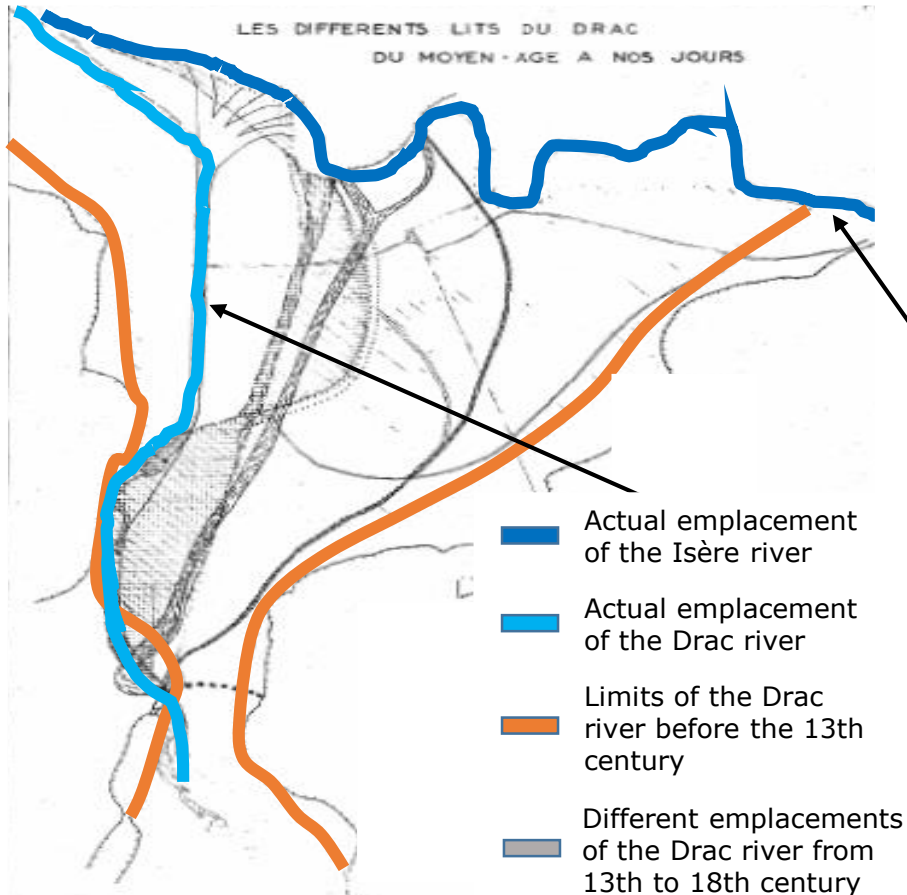 LES DIFFERENTS LITS DU DRAC
DU MOYEN-AGE A NOS JOURS
Actual emplacement
of the Isère river
Actual emplacement
of the Drac river
Limits of the Drac
river before the 13th
century
Different emplacements
of the Drac river from
13th to 18th century